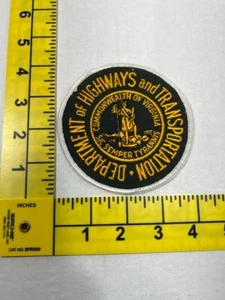 DEPARTMENT of HIGHWAYS and TRANSPORTATION
COMMONWEALTH OF VIRGINIA
SIC SEMPER TYRANNIS
6
5
4
3
2
1
INCHES
SIRCHIE
1 2 3 4